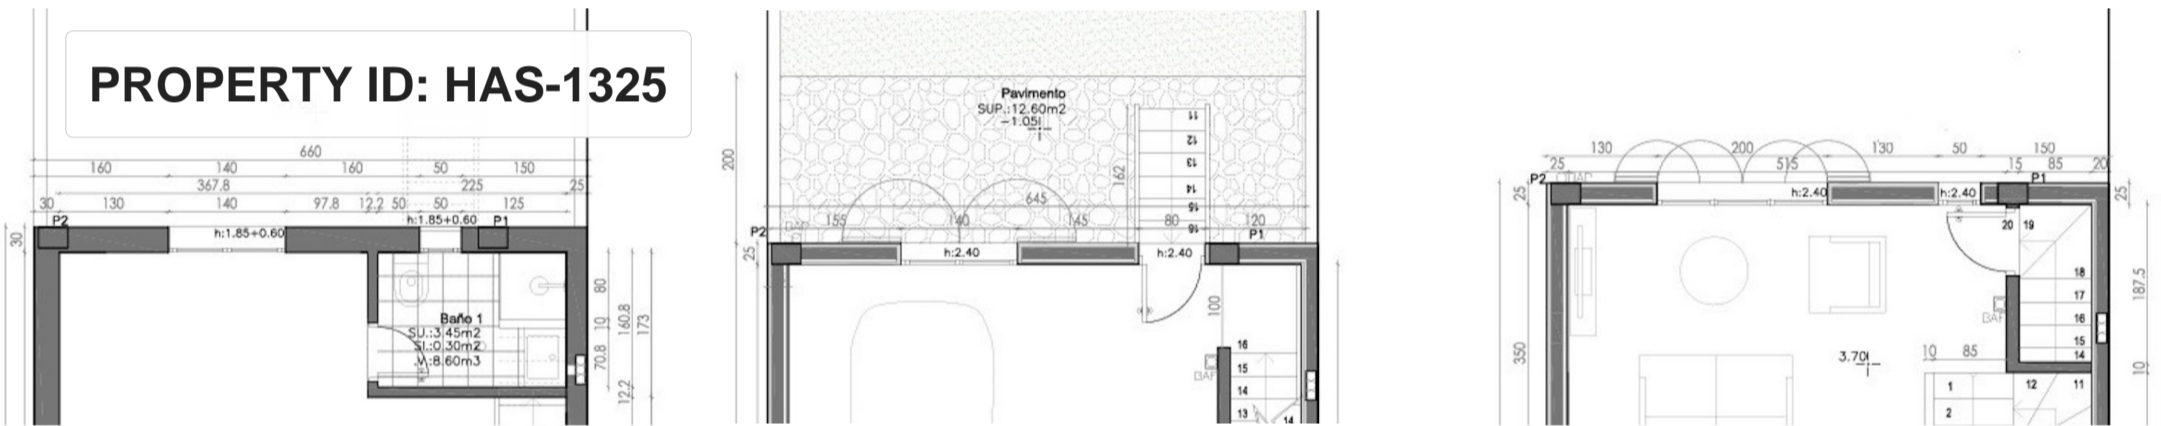 PROPERTY ID: HAS-1325
660
160 140 160 50 150
367.8 225 25
30 130 140 97.8 12.2 50 50 125
P2 h:1.85+0.60 h:1.85+0.60 P1
30
80
10
160.8
173
70.8
12.2
Baño 1
SU.:3.45m2
SI.:0.30m2
V.:8.60m3
Pavimento
SUP.:12.60m2
-1.05
200
162
11
12
13
14
15
16
645
155 140 145 80 120
P2 BAP P1
25
h:2.40 h:2.40
100
BAP
16
15
14
13
14
130 200 130 50 150
25 515 15 85 20
P2 BAP P1
25 h:2.40 h:2.40 25
20 19
18
17
16
15
14
BAP
187.5
350
3.70
10 85
10
1
2
12 11